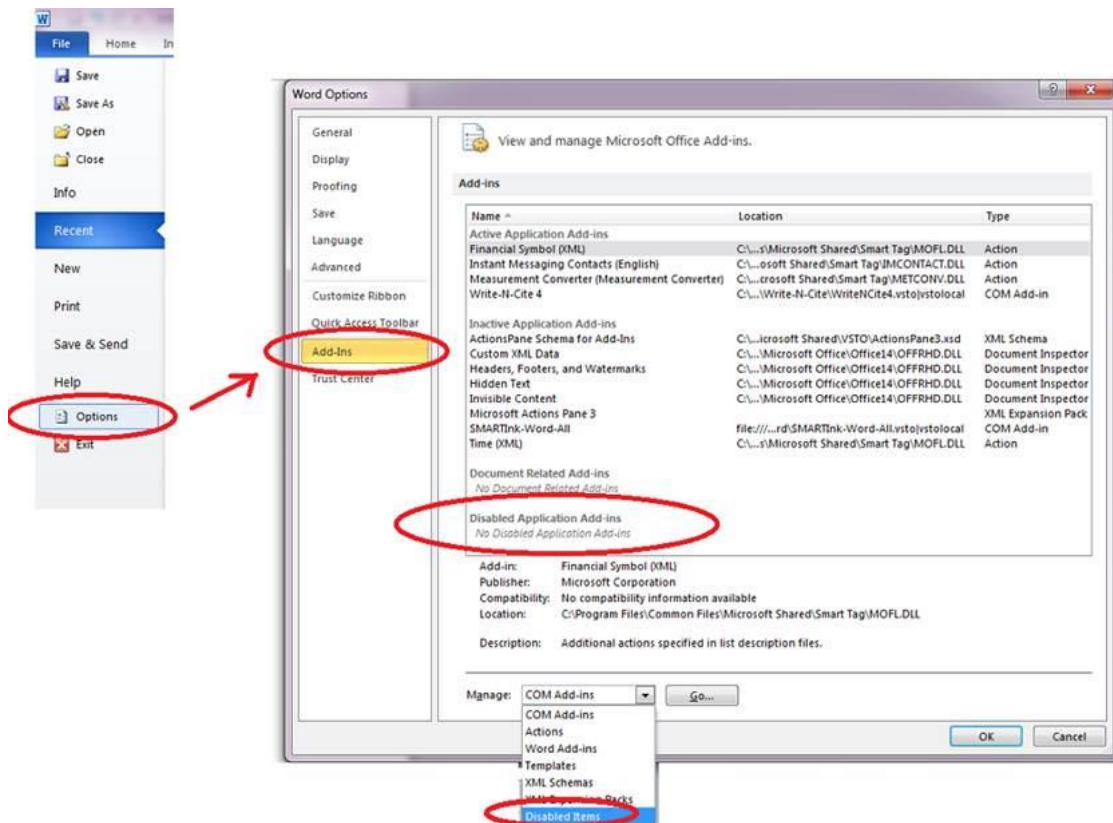 W
File Home In
Save
Save As
Open
Close
Info
Recent
New
Print
Save & Send
Help
Options
Exit
Word Options
General
Display
Proofing
Save
Language
Advanced
Customize Ribbon
Quick Access Toolbar
Add-Ins
Trust Center
View and manage Microsoft Office Add-ins.
Add-ins
Name Location Type
Active Application Add-ins
Financial Symbol (XML) C:\...s\Microsoft Shared\Smart Tag\MOFL.DLL Action
Instant Messaging Contacts (English) C:\...osoft Shared\Smart Tag\IMCONTACT.DLL Action
Measurement Converter (Measurement Converter) C:\...crosoft Shared\Smart Tag\METCONV.DLL Action
Write-N-Cite 4 C:\...\Write-N-Cite\WriteNCite4.vsto|vstolocal COM Add-in
Inactive Application Add-ins
ActionsPane Schema for Add-Ins C:\...icrosoft Shared\VSTO\ActionsPane3.xsd XML Schema
Custom XML Data C:\...\Microsoft Office\Office14\OFFRHD.DLL Document Inspector
Headers, Footers, and Watermarks C:\...\Microsoft Office\Office14\OFFRHD.DLL Document Inspector
Hidden Text C:\...\Microsoft Office\Office14\OFFRHD.DLL Document Inspector
Invisible Content C:\...\Microsoft Office\Office14\OFFRHD.DLL Document Inspector
Microsoft Actions Pane 3 XML Expansion Pack
SMARTInk-Word-All file:///...rd\SMARTInk-Word-All.vsto|vstolocal COM Add-in
Time (XML) C:\...s\Microsoft Shared\Smart Tag\MOFL.DLL Action
Document Related Add-ins
No Document Related Add-ins
Disabled Application Add-ins
No Disabled Application Add-ins
Add-in: Financial Symbol (XML)
Publisher: Microsoft Corporation
Compatibility: No compatibility information available
Location: C:\Program Files\Common Files\Microsoft Shared\Smart Tag\MOFL.DLL
Description: Additional actions specified in list description files.
Manage: COM Add-ins Go...
COM Add-ins
Actions
Word Add-ins
Templates
XML Schemas
XML Expansion Packs
Disabled Items
OK Cancel